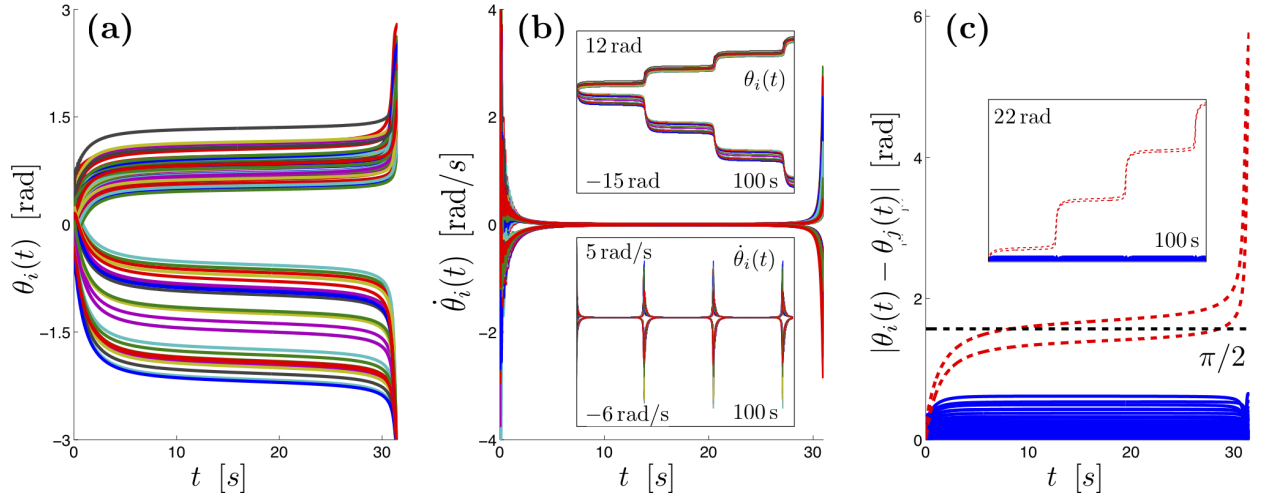 (a)
θ_i(t) [rad]
3
1.5
0
−1.5
−3
0 10 20 30
t [s]
(b)
θ̇_i(t) [rad/s]
4
2
0
−2
−4
0 10 20 30
t [s]
12 rad
θ_i(t)
−15 rad
100 s
5 rad/s
θ̇_i(t)
−6 rad/s
100 s
(c)
|θ_i(t) − θ_j(t)| [rad]
6
4
2
0
0 10 20 30
t [s]
22 rad
100 s
π/2